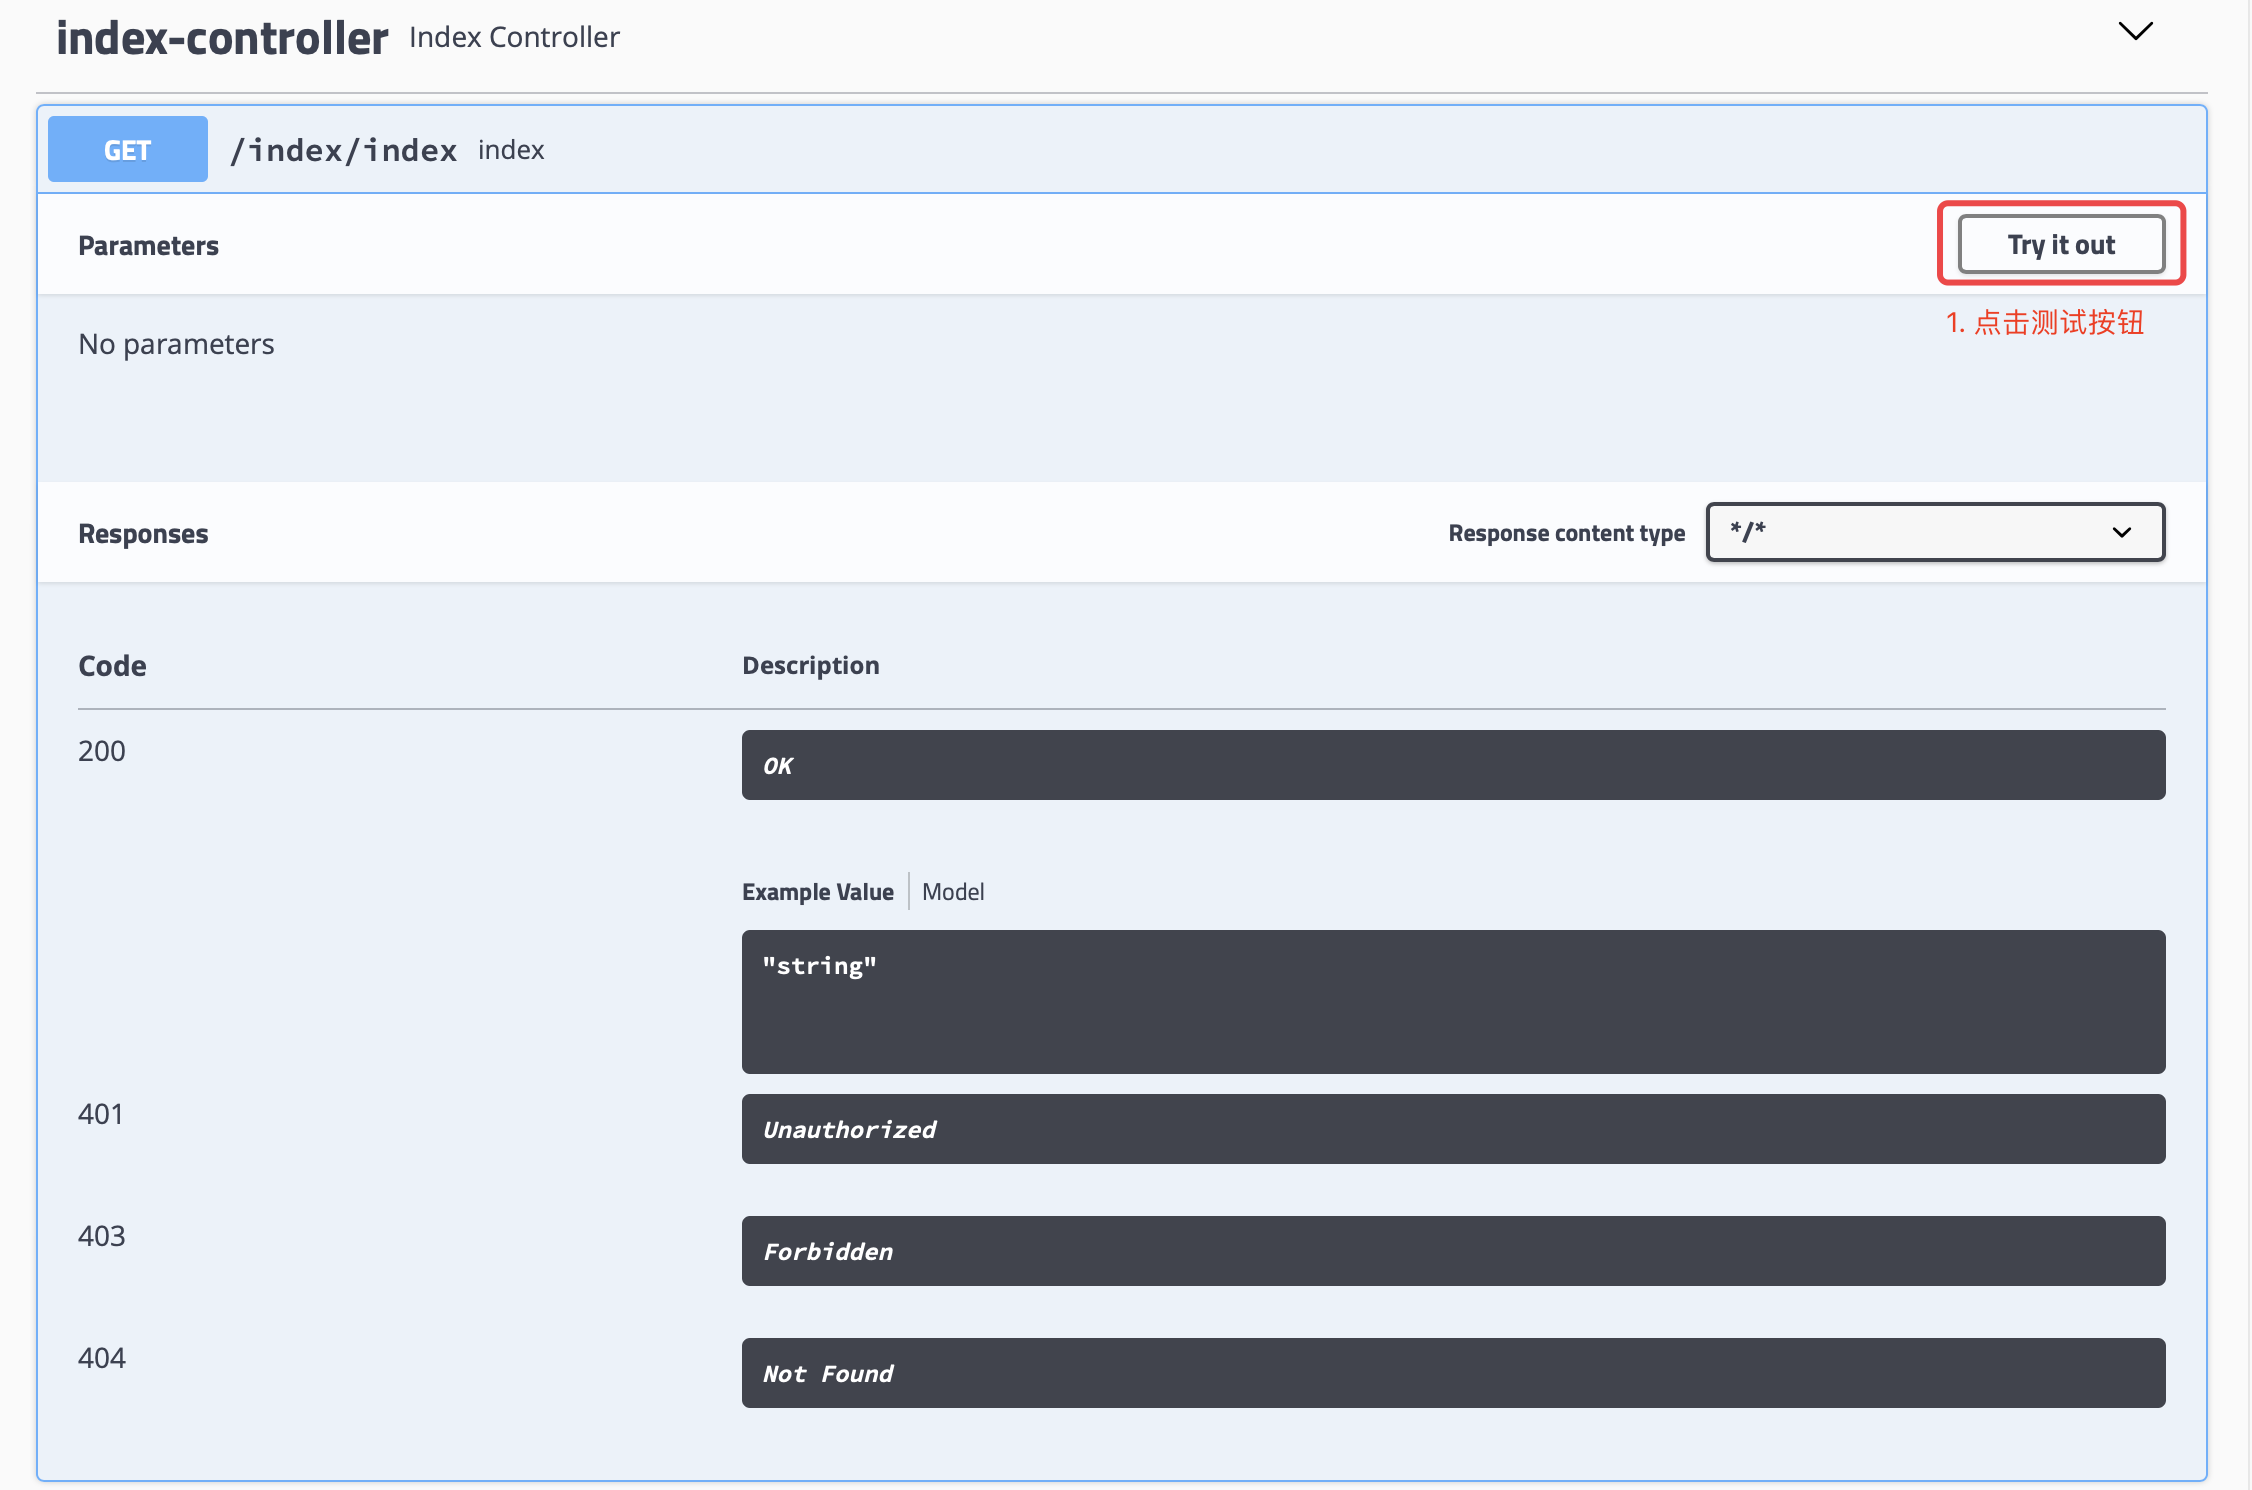 index-controller Index Controller
GET /index/index index
Parameters Try it out
1. 点击测试按钮
No parameters
Responses Response content type */*
Code Description
200 OK
Example Value Model
"string"
401 Unauthorized
403 Forbidden
404 Not Found